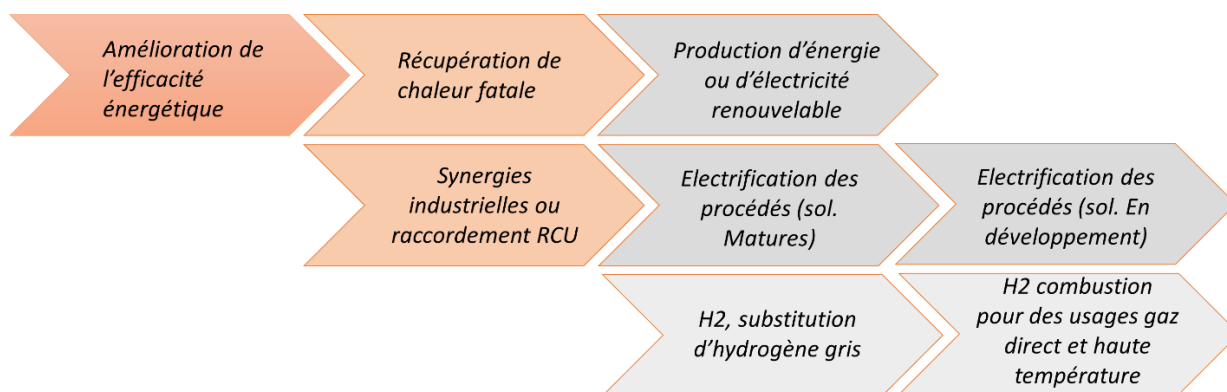 Amélioration de
l’efficacité
énergétique
Récupération de
chaleur fatale
Production d’énergie
ou d’électricité
renouvelable
Synergies
industrielles ou
raccordement RCU
Electrification des
procédés (sol.
Matures)
Electrification des
procédés (sol. En
développement)
H2, substitution
d’hydrogène gris
H2 combustion
pour des usages gaz
direct et haute
température